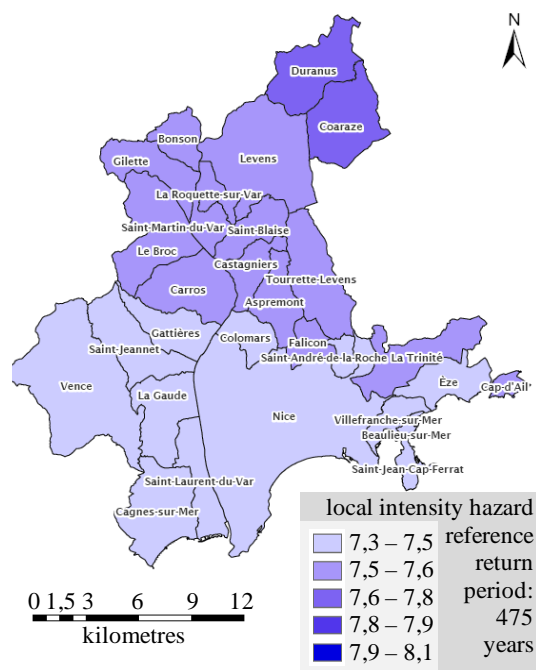 N
Duranus
Coaraze
Bonson
Levens
Gilette
La Roquette-sur-Var
Saint-Martin-du-Var
Saint-Blaise
Le Broc
Castagniers
Tourrette-Levens
Carros
Aspremont
Gattières
Colomars
Falicon
Saint-Jeannet
Saint-André-de-la-Roche
La Trinité
Vence
La Gaude
Èze
Cap-d'Ail
Nice
Villefranche-sur-Mer
Beaulieu-sur-Mer
Saint-Jean-Cap-Ferrat
Saint-Laurent-du-Var
Cagnes-sur-Mer
local intensity hazard
reference
return
period:
475
years
7,3 – 7,5
7,5 – 7,6
7,6 – 7,8
7,8 – 7,9
7,9 – 8,1
0 1,5 3 6 9 12
kilometres